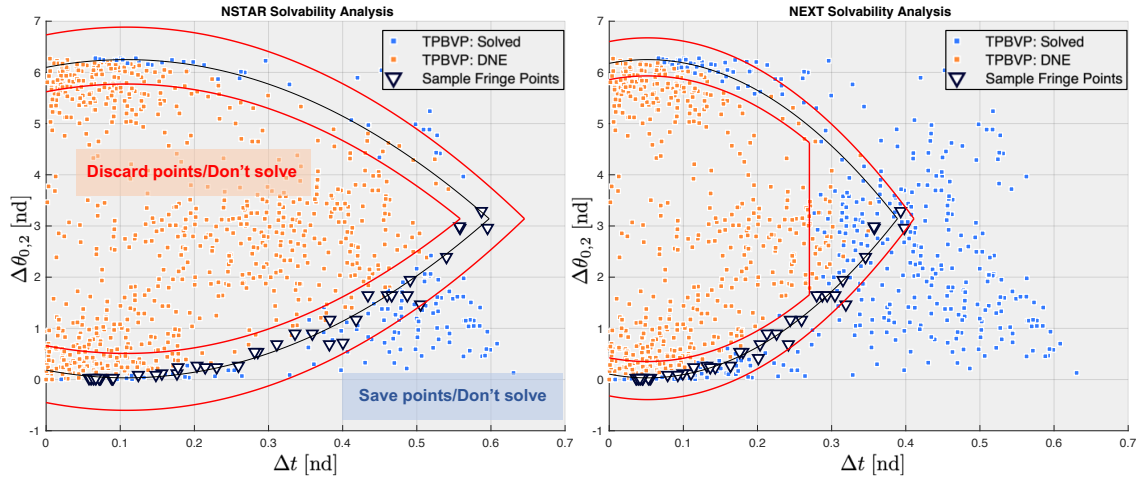 NSTAR Solvability Analysis
7
6
5
4
3
2
1
0
-1
Δθ0,2 [nd]
TPBVP: Solved
TPBVP: DNE
Sample Fringe Points
Discard points/Don't solve
Save points/Don't solve
0
0.1
0.2
0.3
0.4
0.5
0.6
0.7
Δt [nd]
NEXT Solvability Analysis
7
6
5
4
3
2
1
0
-1
Δθ0,2 [nd]
TPBVP: Solved
TPBVP: DNE
Sample Fringe Points
0
0.1
0.2
0.3
0.4
0.5
0.6
0.7
Δt [nd]